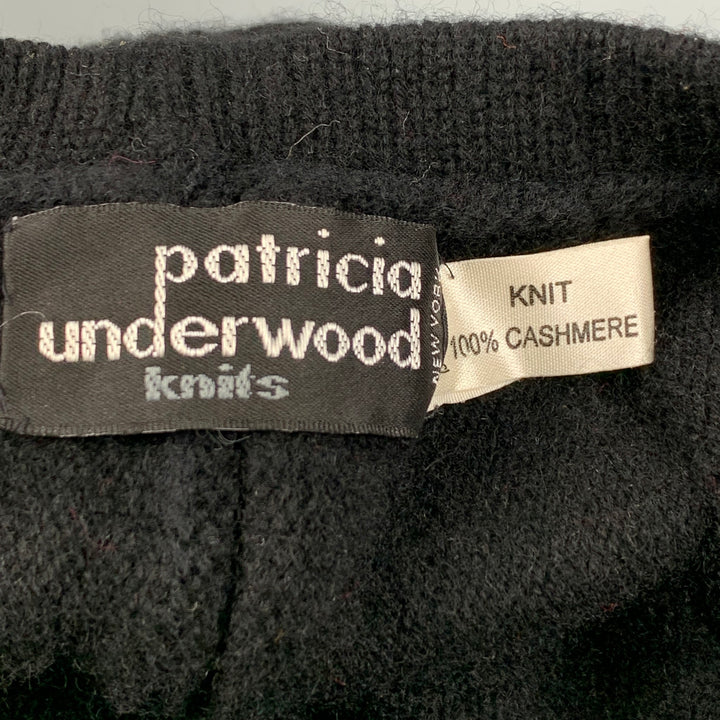 patricia
underwood
knits
NEW YORK
KNIT
100% CASHMERE